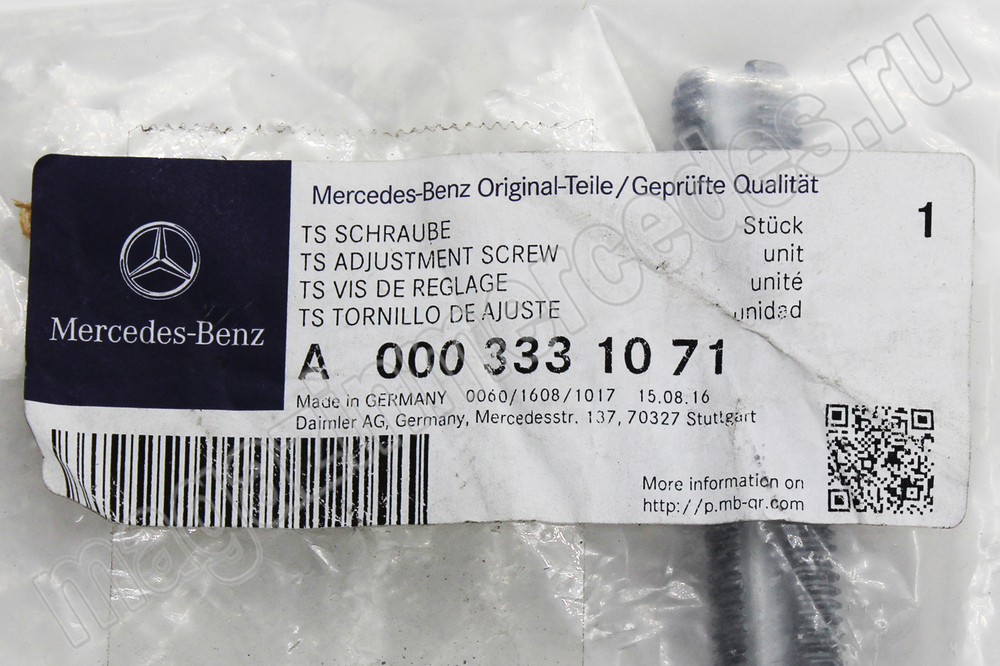 Mercedes-Benz
Mercedes-Benz Original-Teile/Geprüfte Qualität
TS SCHRAUBE Stück 1
TS ADJUSTMENT SCREW unit
TS VIS DE REGLAGE unité
TS TORNILLO DE AJUSTE unidad
A 000 333 10 71
Made in GERMANY 0060/1608/1017 15.08.16
Daimler AG, Germany, Mercedesstr. 137, 70327 Stuttgart
More information on
http://p.mb-qr.com
magazinmercedes.ru